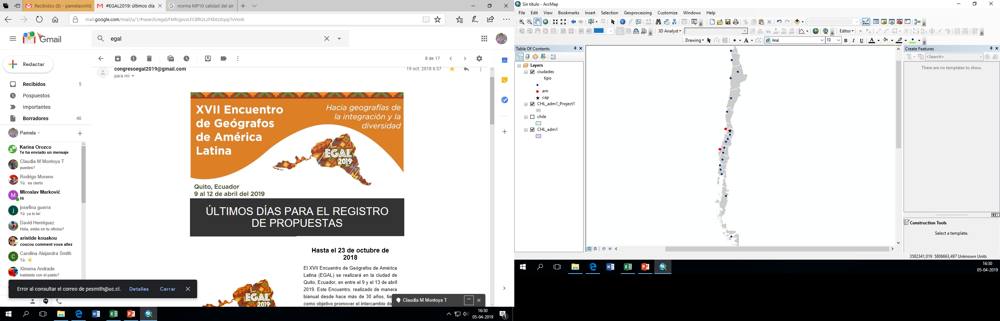 Recibidos (8) - pamelasmit@
#EGAL2019: últimos día
norma MP10 calidad del air
mail.google.com/mail/u/1/#search/egal/FMfcgxvzLFCBfKzLzFKbtzXqxpTvVsnK
Gmail
egal
Redactar
8 de 17
Recibidos 5
Pospuestos
Importantes
Borradores 40
Pamela
Karina Orozco
Te ha enviado un mensaje
Claudia M Montoya T
puedes?
Rodrigo Moreno
Tú: es cierto
Miroslav Marković
Hi
josefina guerra
Tú: ya lo leí
David Henriquez
Hola, estás en tu oficina?
aristide kouakou
coucou comment vous allez
Carolina Alejandra Smith
Tú:
Ximena Andrade
hablaste con el pablo?
congresoegal2019@gmail.com
19 oct. 2018 6:57
para mí
XVII Encuentro
de Geógrafos
de América
Latina
Hacia geografías de
la integración y la
diversidad
EGAL
2019
Quito, Ecuador
9 al 12 de abril del 2019
ÚLTIMOS DÍAS PARA EL REGISTRO
DE PROPUESTAS
Hasta el 23 de octubre de
2018
El XVII Encuentro de Geógrafos de América
Latina (EGAL) se realizará en la ciudad de
Quito, Ecuador, en entre el 9 y el 13 de abril
2019. Este Encuentro, realizado de manera
bianual desde hace más de 30 años,
como objetivo promover el intercambio
EGAL
2019
31
Error al consultar el correo de pesmith@uc.cl. Detalles Cerrar
Claudia M Montoya T
16:30
05-04-2019
1
Sin título - ArcMap
File Edit View Bookmarks Insert Selection Geoprocessing Customize Windows Help
100%
3D Analyst
Editor
Drawing
Arial
10
B I U A
Table Of Contents
Layers
ciudades
tipo
am
cap
CHL_adm1_Project1
chile
CHL_adm1
Create Features
<Search>
There are no templates to show.
Construction Tools
Select a template.
3582341,019 5806663,497 Unknown Units
16:30
05-04-2019